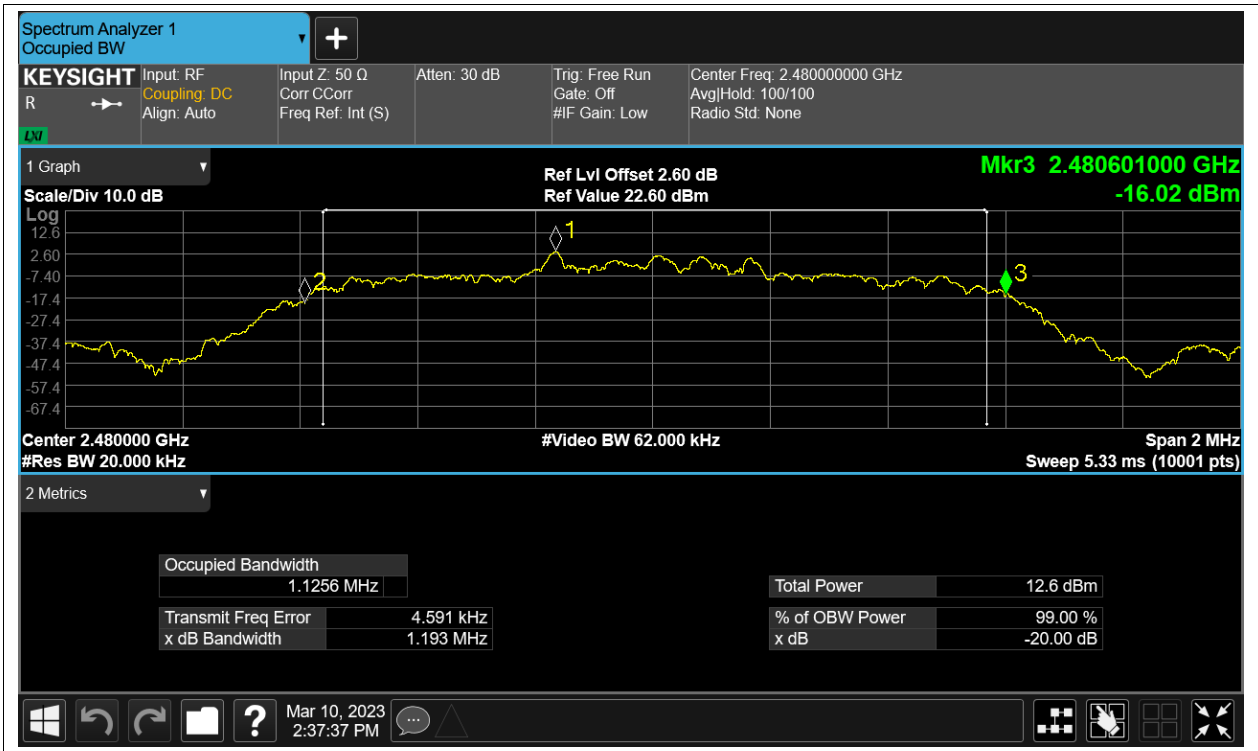 Spectrum Analyzer 1
Occupied BW
KEYSIGHT
R
LXI
Input: RF
Coupling: DC
Align: Auto
Input Z: 50 Ω
Corr CCorr
Freq Ref: Int (S)
Atten: 30 dB
Trig: Free Run
Gate: Off
#IF Gain: Low
Center Freq: 2.480000000 GHz
Avg|Hold: 100/100
Radio Std: None
1 Graph
Scale/Div 10.0 dB
Ref Lvl Offset 2.60 dB
Ref Value 22.60 dBm
Mkr3 2.480601000 GHz
-16.02 dBm
Log
12.6
2.60
-7.40
-17.4
-27.4
-37.4
-47.4
-57.4
-67.4
1
2
3
Center 2.480000 GHz
#Res BW 20.000 kHz
#Video BW 62.000 kHz
Span 2 MHz
Sweep 5.33 ms (10001 pts)
2 Metrics
Occupied Bandwidth
1.1256 MHz
Transmit Freq Error 4.591 kHz
x dB Bandwidth 1.193 MHz
Total Power 12.6 dBm
% of OBW Power 99.00 %
x dB -20.00 dB
?
Mar 10, 2023
2:37:37 PM